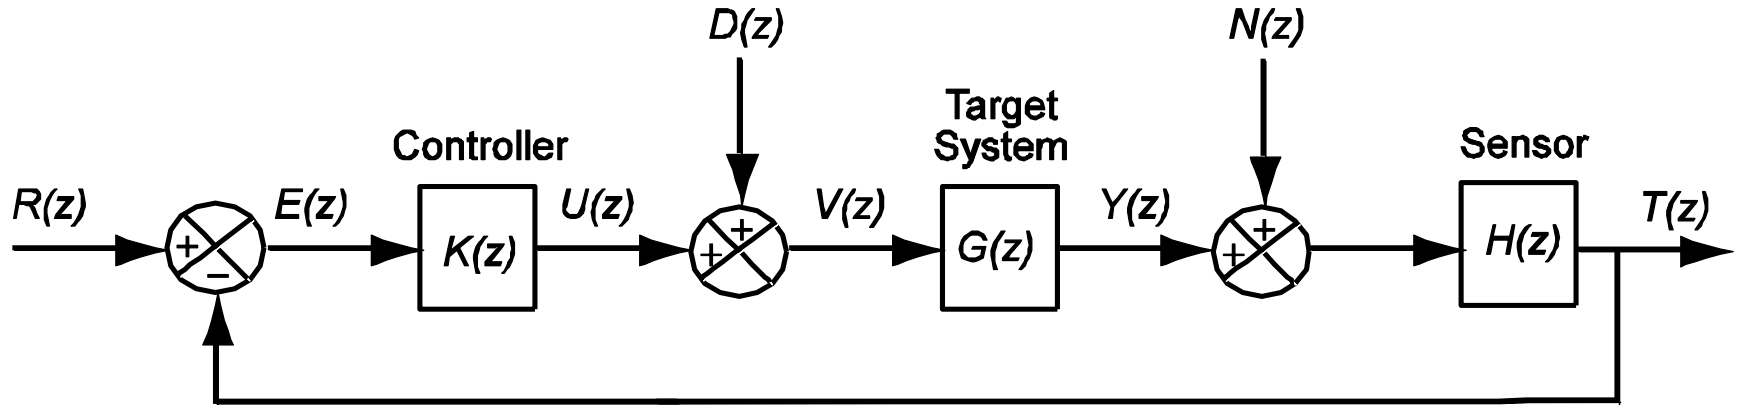 D(z)
N(z)
Target
System
Controller
Sensor
R(z)
E(z)
U(z)
V(z)
Y(z)
T(z)
K(z)
G(z)
H(z)
+
−
+
+
+
+